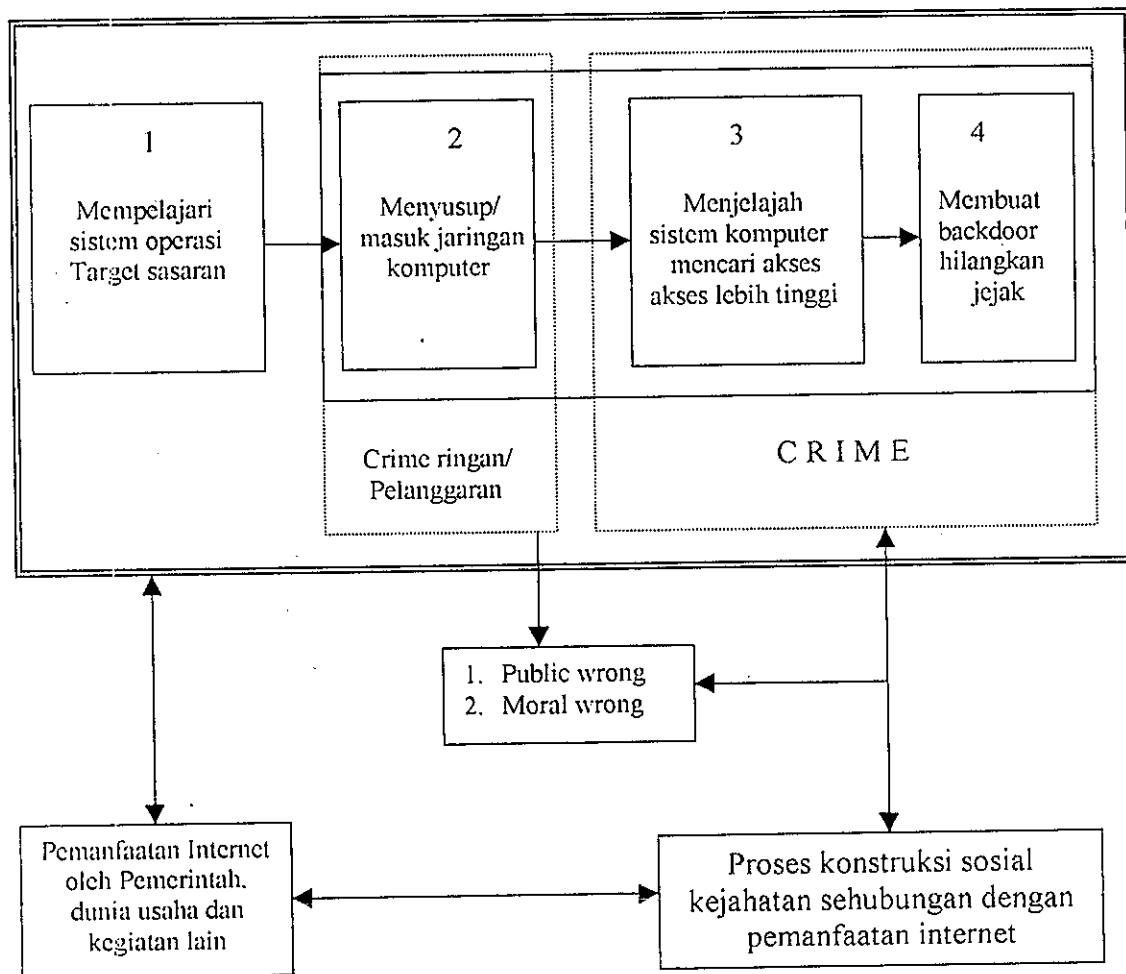 1
Mempelajari
sistem operasi
Target sasaran
2
Menyusup/
masuk jaringan
komputer
3
Menjelajah
sistem komputer
mencari akses
akses lebih tinggi
4
Membuat
backdoor
hilangkan
jejak
Crime ringan/
Pelanggaran
C R I M E
1. Public wrong
2. Moral wrong
Pemanfaatan Internet
oleh Pemerintah,
dunia usaha dan
kegiatan lain
Proses konstruksi sosial
kejahatan sehubungan dengan
pemanfaatan internet